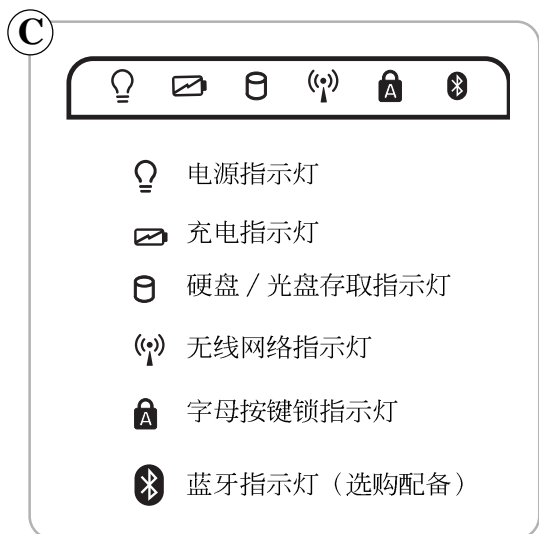 C
A
电源指示灯
充电指示灯
硬盘 / 光盘存取指示灯
无线网络指示灯
A
字母按键锁指示灯
蓝牙指示灯（选购配备）